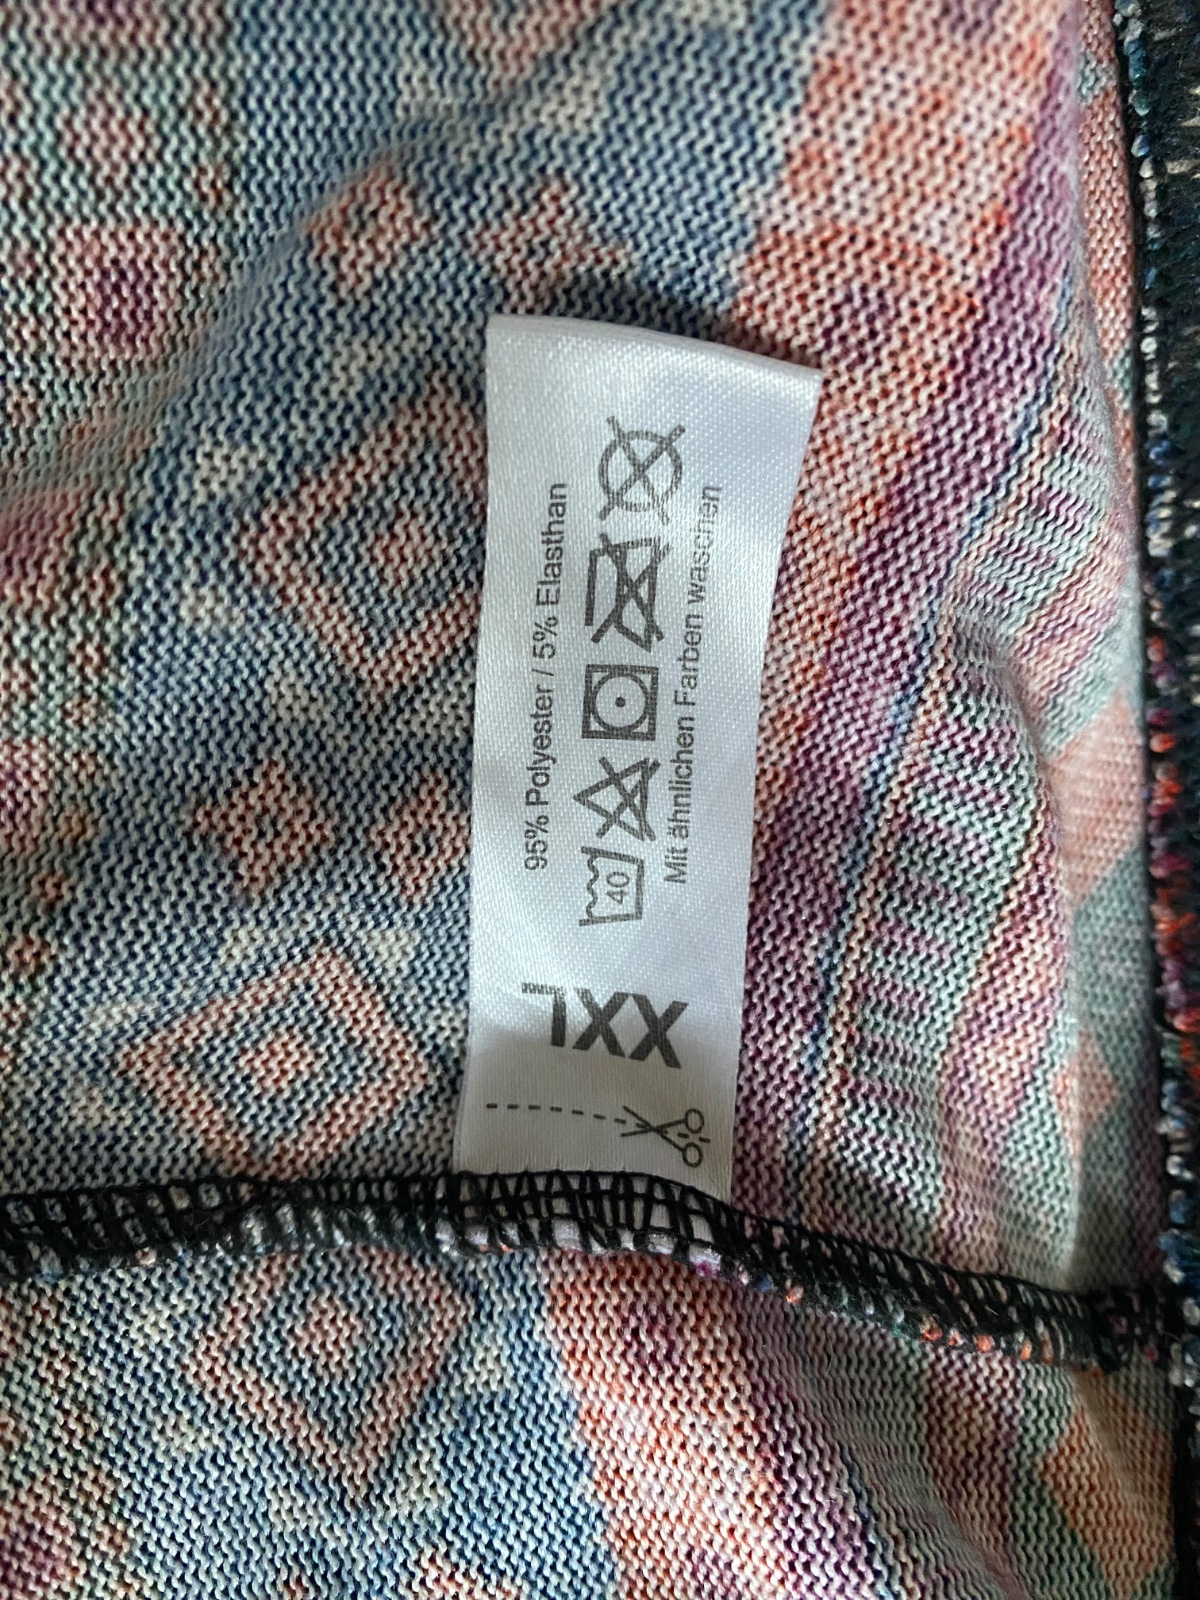 XXL
95% Polyester / 5% Elasthan
40
Mit ähnlichen Farben waschen